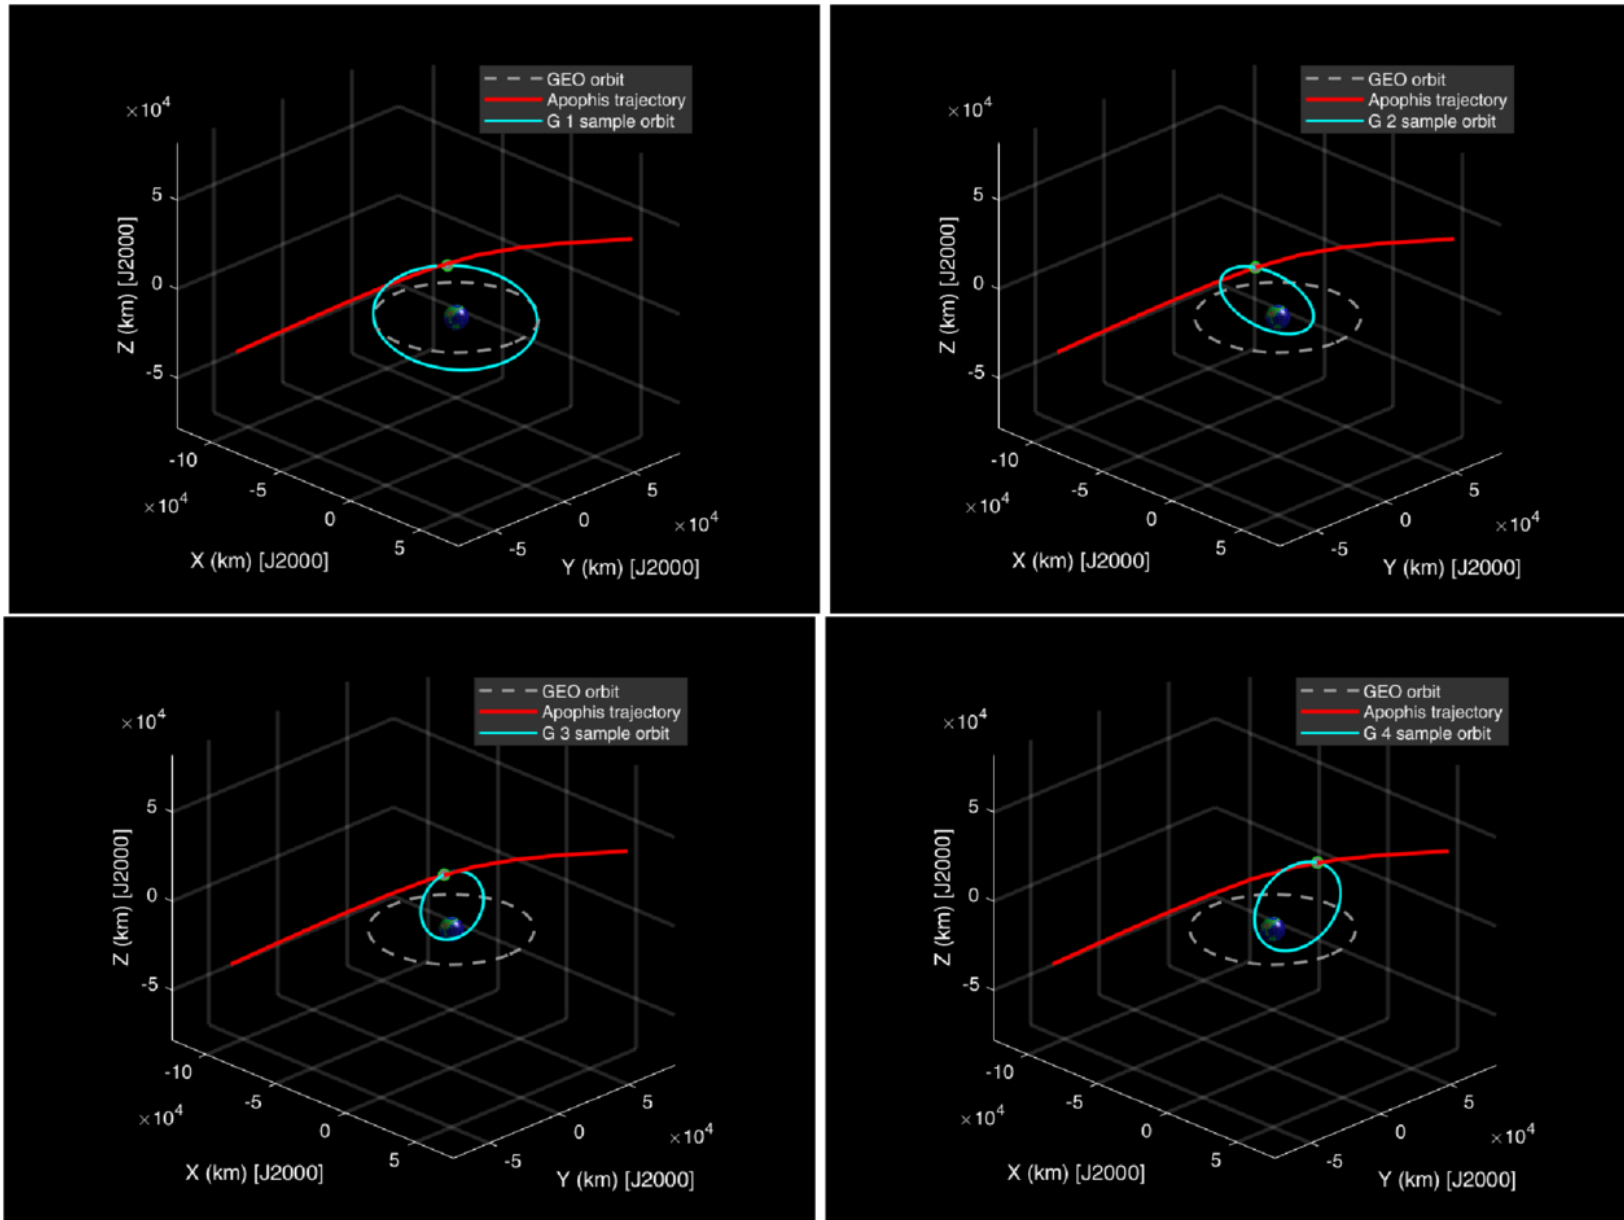 GEO orbit
Apophis trajectory
G 1 sample orbit
×10⁴
5
0
-5
Z (km) [J2000]
-10
-5
0
5
×10⁴
X (km) [J2000]
5
0
-5
×10⁴
Y (km) [J2000]
GEO orbit
Apophis trajectory
G 2 sample orbit
×10⁴
5
0
-5
Z (km) [J2000]
-10
-5
0
5
×10⁴
X (km) [J2000]
5
0
-5
×10⁴
Y (km) [J2000]
GEO orbit
Apophis trajectory
G 3 sample orbit
×10⁴
5
0
-5
Z (km) [J2000]
-10
-5
0
5
×10⁴
X (km) [J2000]
5
0
-5
×10⁴
Y (km) [J2000]
GEO orbit
Apophis trajectory
G 4 sample orbit
×10⁴
5
0
-5
Z (km) [J2000]
-10
-5
0
5
×10⁴
X (km) [J2000]
5
0
-5
×10⁴
Y (km) [J2000]